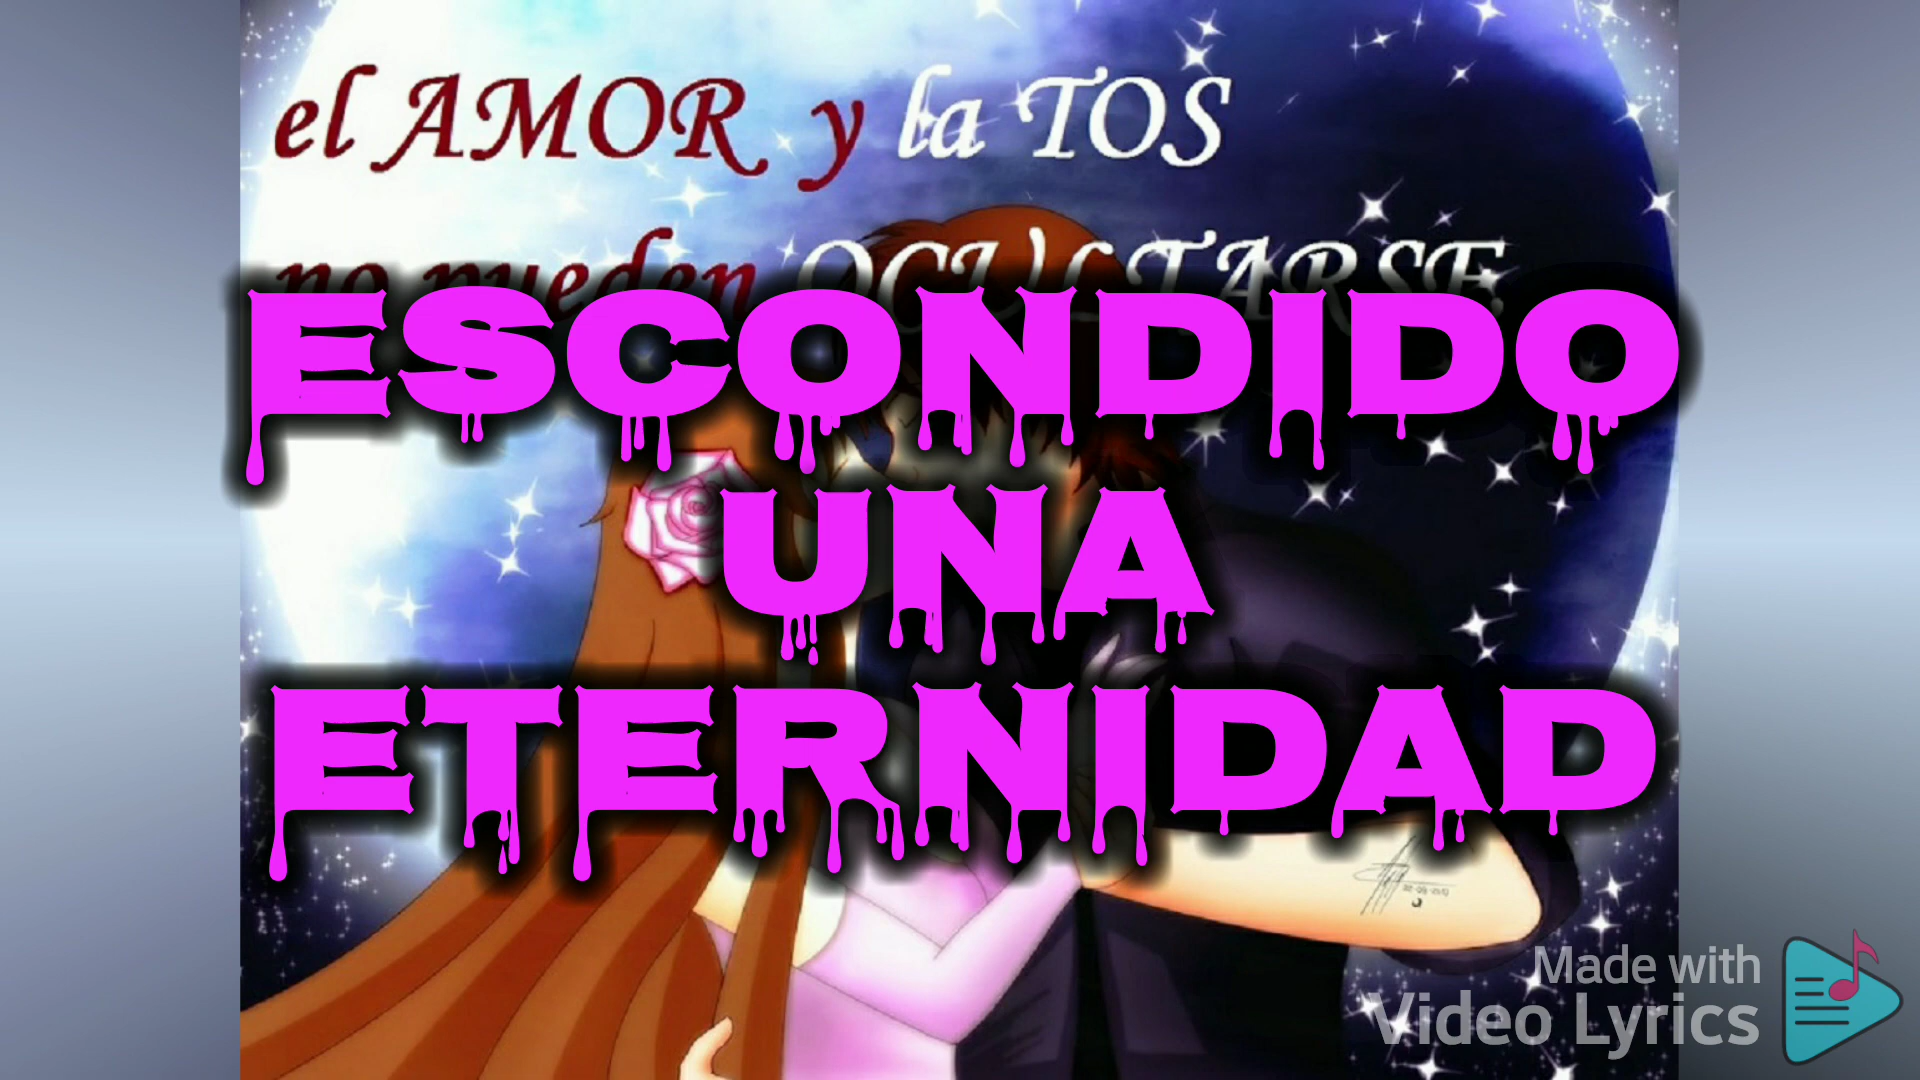 el AMOR y la TOS
no pueden OCULTARSE
ESCONDIDO
UNA
ETERNIDAD
Made with
Video Lyrics